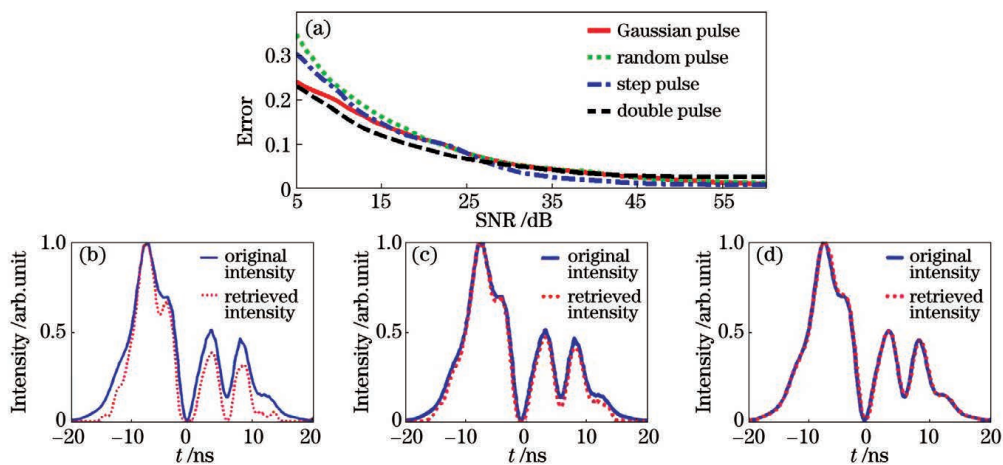 (a)
Gaussian pulse
random pulse
step pulse
double pulse
Error
0.3
0.2
0.1
0
5
15
25
35
45
55
SNR /dB
(b)
original
intensity
retrieved
intensity
Intensity /arb.unit
1.0
0.5
0
−20
−10
0
10
20
t /ns
(c)
original
intensity
retrieved
intensity
Intensity /arb.unit
1.0
0.5
0
−20
−10
0
10
20
t /ns
(d)
original
intensity
retrieved
intensity
Intensity /arb.unit
1.0
0.5
0
−20
−10
0
10
20
t /ns